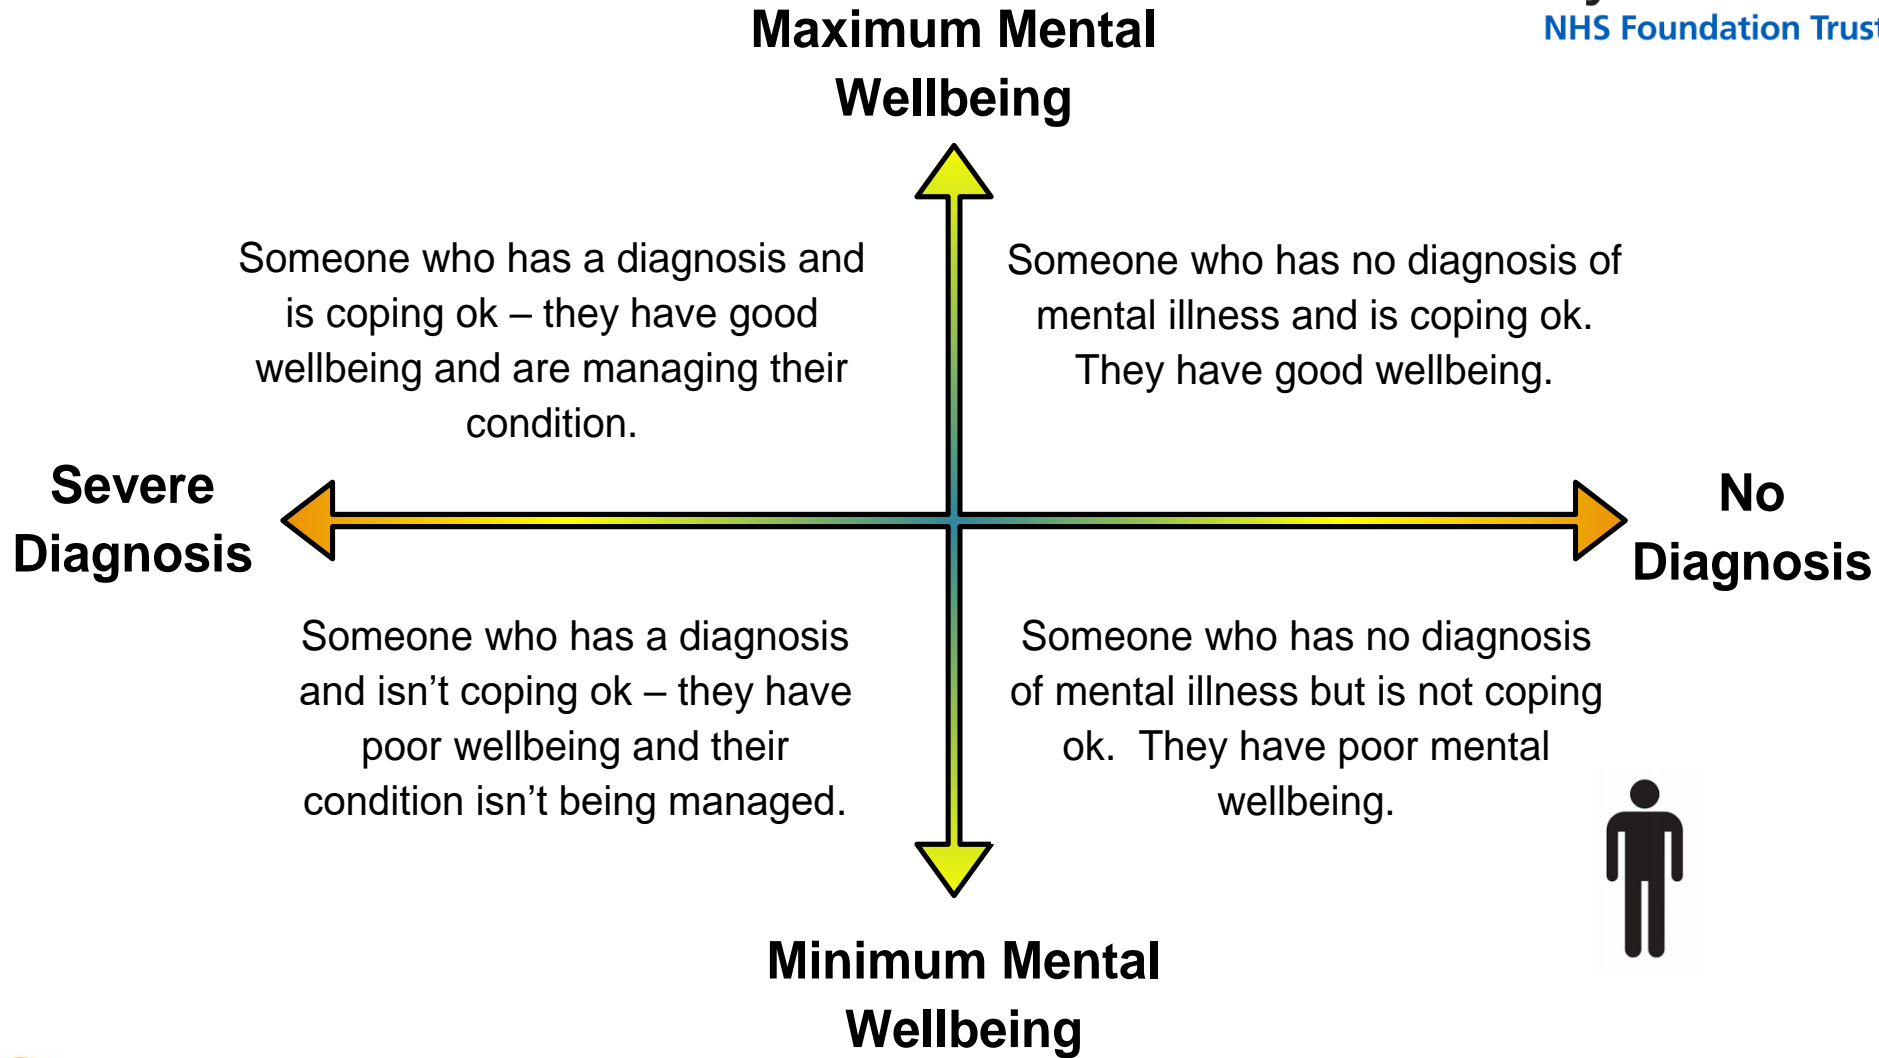 Maximum Mental
Wellbeing
NHS Foundation Trust
Someone who has a diagnosis and
is coping ok – they have good
wellbeing and are managing their
condition.
Someone who has no diagnosis of
mental illness and is coping ok.
They have good wellbeing.
Severe
Diagnosis
No
Diagnosis
Someone who has a diagnosis
and isn’t coping ok – they have
poor wellbeing and their
condition isn’t being managed.
Someone who has no diagnosis
of mental illness but is not coping
ok.  They have poor mental
wellbeing.
Minimum Mental
Wellbeing